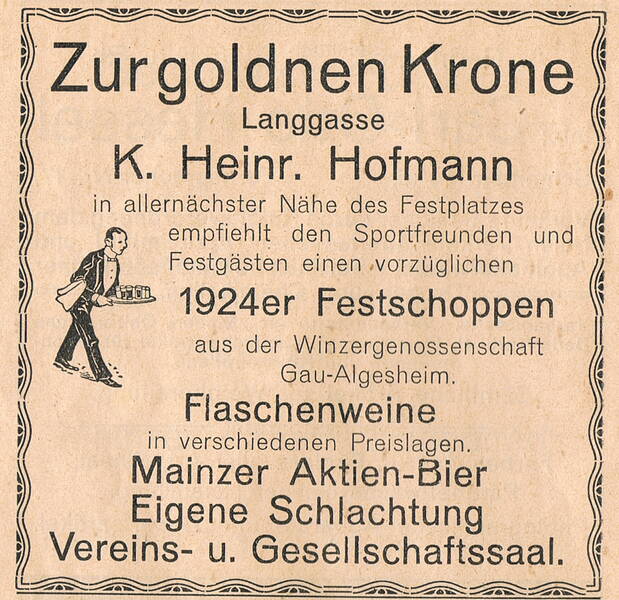 Zur goldnen Krone
Langgasse
K. Heinr. Hofmann
in allernächster Nähe des Festplatzes
empfiehlt den Sportfreunden und
Festgästen einen vorzüglichen
1924er Festschoppen
aus der Winzergenossenschaft
Gau-Algesheim.
Flaschenweine
in verschiedenen Preislagen.
Mainzer Aktien-Bier
Eigene Schlachtung
Vereins- u. Gesellschaftssaal.